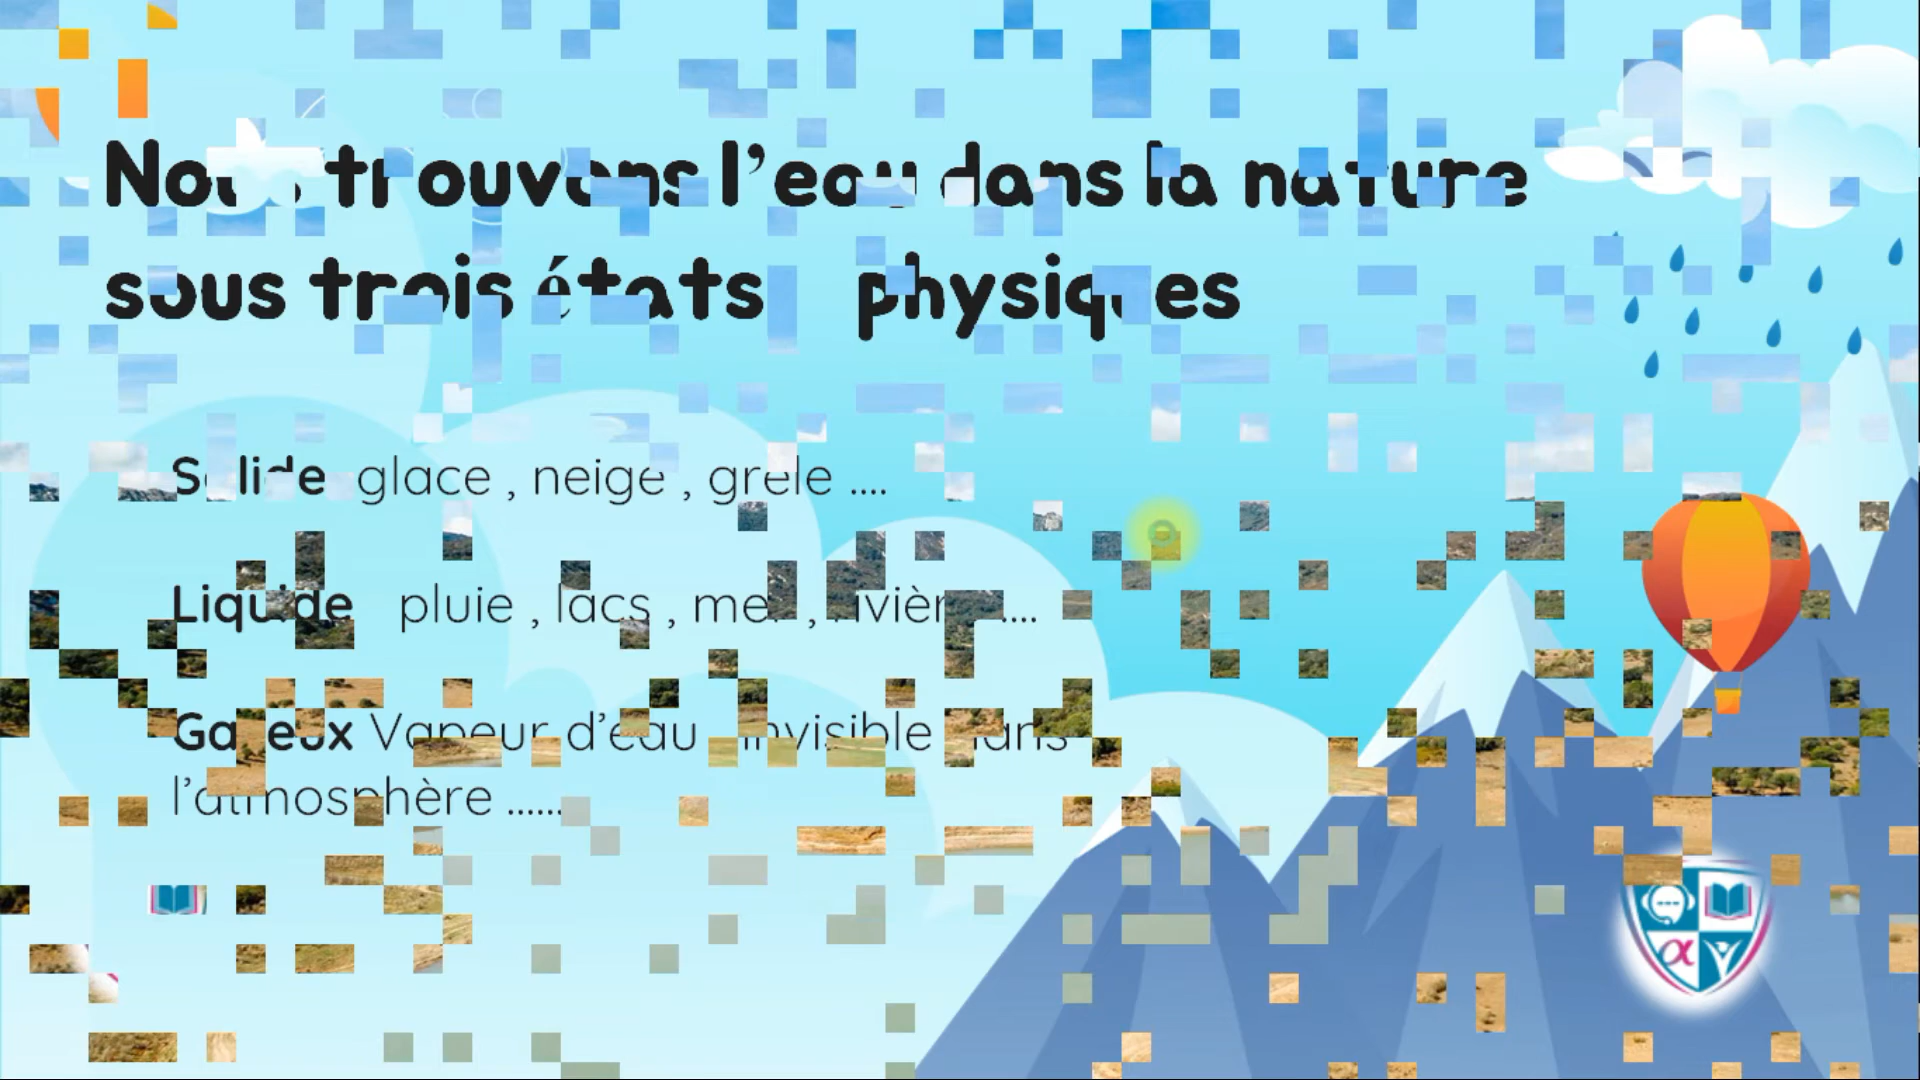 Nous trouvons l’eau dans la nature
sous trois états physiques
Solide glace , neige , grêle ....
Liquide pluie , lacs , mer , rivière ....
Gazeux Vapeur d’eau invisible dans
l’atmosphère ......